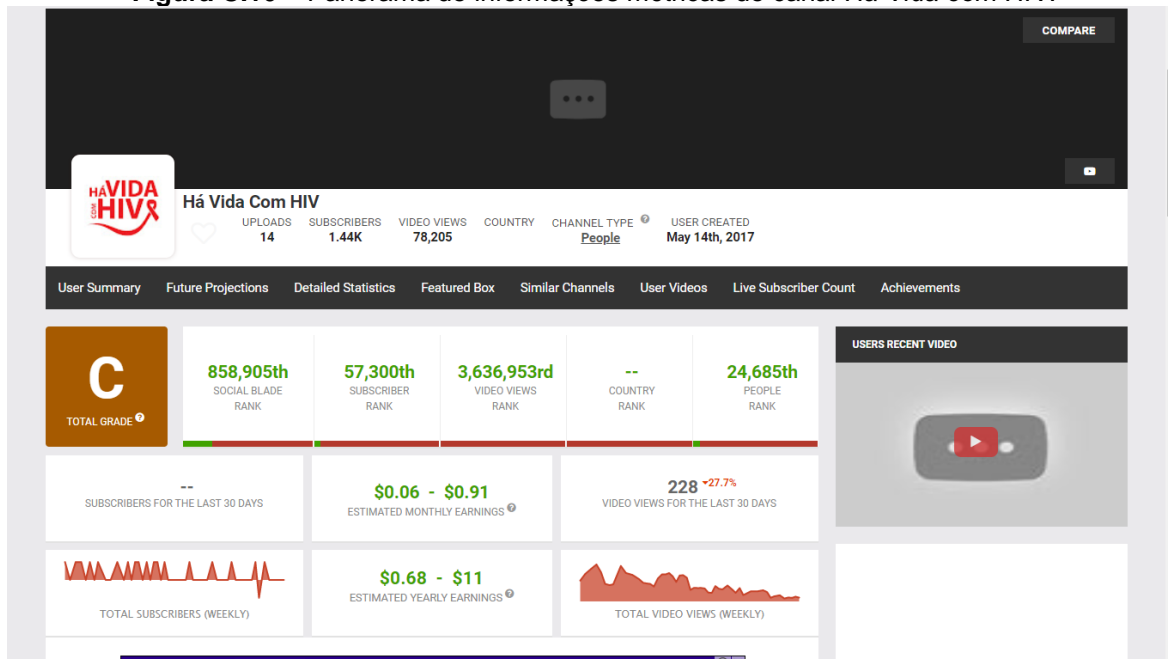 COMPARE
HÁ VIDA
COM HIV
Há Vida Com HIV
UPLOADS SUBSCRIBERS VIDEO VIEWS COUNTRY CHANNEL TYPE USER CREATED
14 1.44K 78,205 People May 14th, 2017
User Summary Future Projections Detailed Statistics Featured Box Similar Channels User Videos Live Subscriber Count Achievements
C
TOTAL GRADE ?
858,905th 57,300th 3,636,953rd -- 24,685th
SOCIAL BLADE SUBSCRIBER VIDEO VIEWS COUNTRY PEOPLE
RANK RANK RANK RANK RANK
USERS RECENT VIDEO
-- 
SUBSCRIBERS FOR THE LAST 30 DAYS
$0.06 - $0.91
ESTIMATED MONTHLY EARNINGS ?
228 -27.7%
VIDEO VIEWS FOR THE LAST 30 DAYS
TOTAL SUBSCRIBERS (WEEKLY)
$0.68 - $11
ESTIMATED YEARLY EARNINGS ?
TOTAL VIDEO VIEWS (WEEKLY)